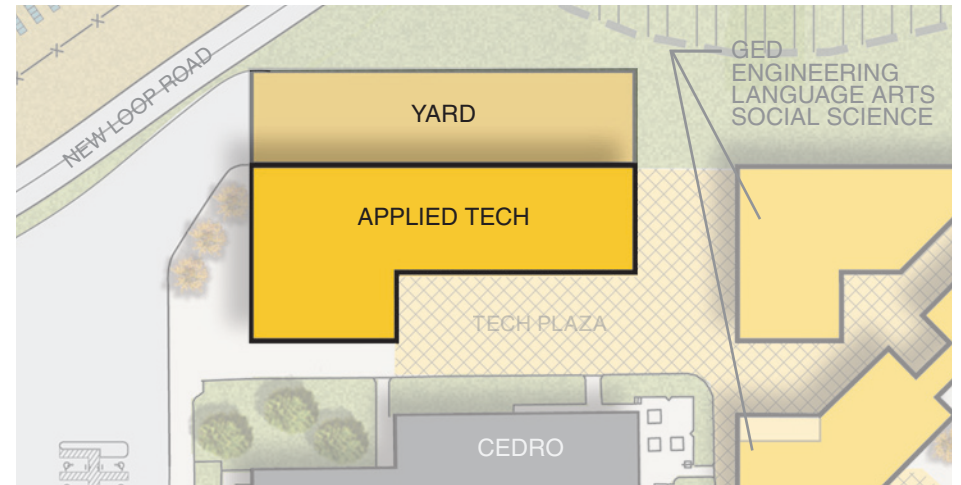 NEW LOOP ROAD
YARD
GED
ENGINEERING
LANGUAGE ARTS
SOCIAL SCIENCE
APPLIED TECH
TECH PLAZA
CEDRO